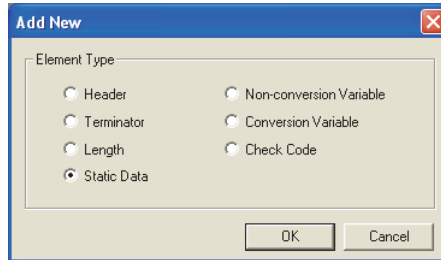 Add New
Element Type
Header
Non-conversion Variable
Terminator
Conversion Variable
Length
Check Code
Static Data
OK
Cancel